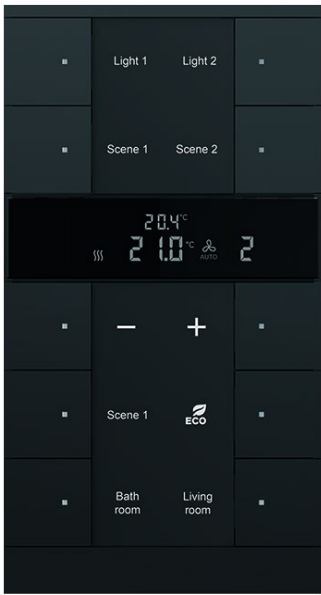 Light 1 Light 2
Scene 1 Scene 2
20.4°C
21.0°C AUTO 2
− +
Scene 1 ECO
Bath Living
room room